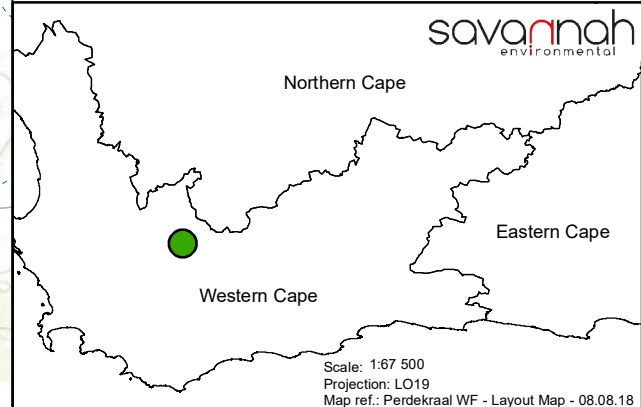 savannah
environmental
Northern Cape
Eastern Cape
Western Cape
Scale: 1:67 500
Projection: LO19
Map ref.: Perdekraal WF - Layout Map - 08.08.18